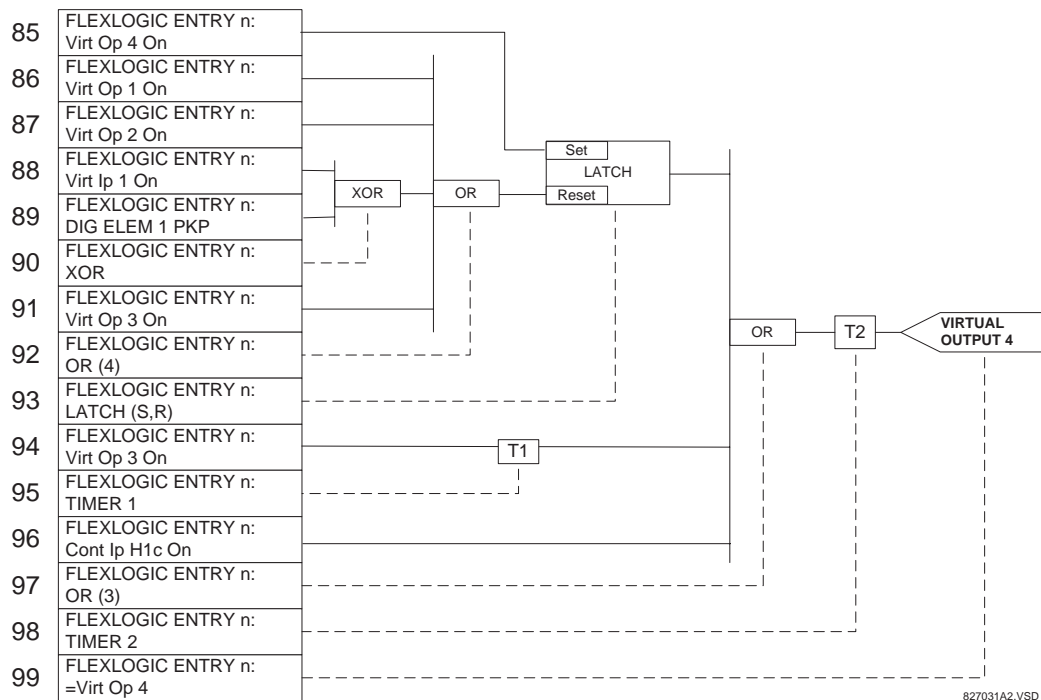 85 FLEXLOGIC ENTRY n:
Virt Op 4 On
86 FLEXLOGIC ENTRY n:
Virt Op 1 On
87 FLEXLOGIC ENTRY n:
Virt Op 2 On
88 FLEXLOGIC ENTRY n:
Virt Ip 1 On
89 FLEXLOGIC ENTRY n:
DIG ELEM 1 PKP
90 FLEXLOGIC ENTRY n:
XOR
91 FLEXLOGIC ENTRY n:
Virt Op 3 On
92 FLEXLOGIC ENTRY n:
OR (4)
93 FLEXLOGIC ENTRY n:
LATCH (S,R)
94 FLEXLOGIC ENTRY n:
Virt Op 3 On
95 FLEXLOGIC ENTRY n:
TIMER 1
96 FLEXLOGIC ENTRY n:
Cont Ip H1c On
97 FLEXLOGIC ENTRY n:
OR (3)
98 FLEXLOGIC ENTRY n:
TIMER 2
99 FLEXLOGIC ENTRY n:
=Virt Op 4
XOR
OR
Set
LATCH
Reset
T1
OR
T2
VIRTUAL
OUTPUT 4
827031A2.VSD